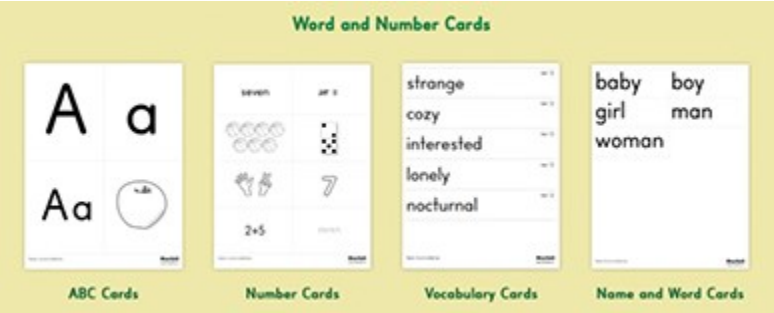 Word and Number Cards
A a
Aa
seven
7
2+5
strange
cozy
interested
lonely
nocturnal
baby boy
girl man
woman
ABC Cards Number Cards Vocabulary Cards Name and Word Cards